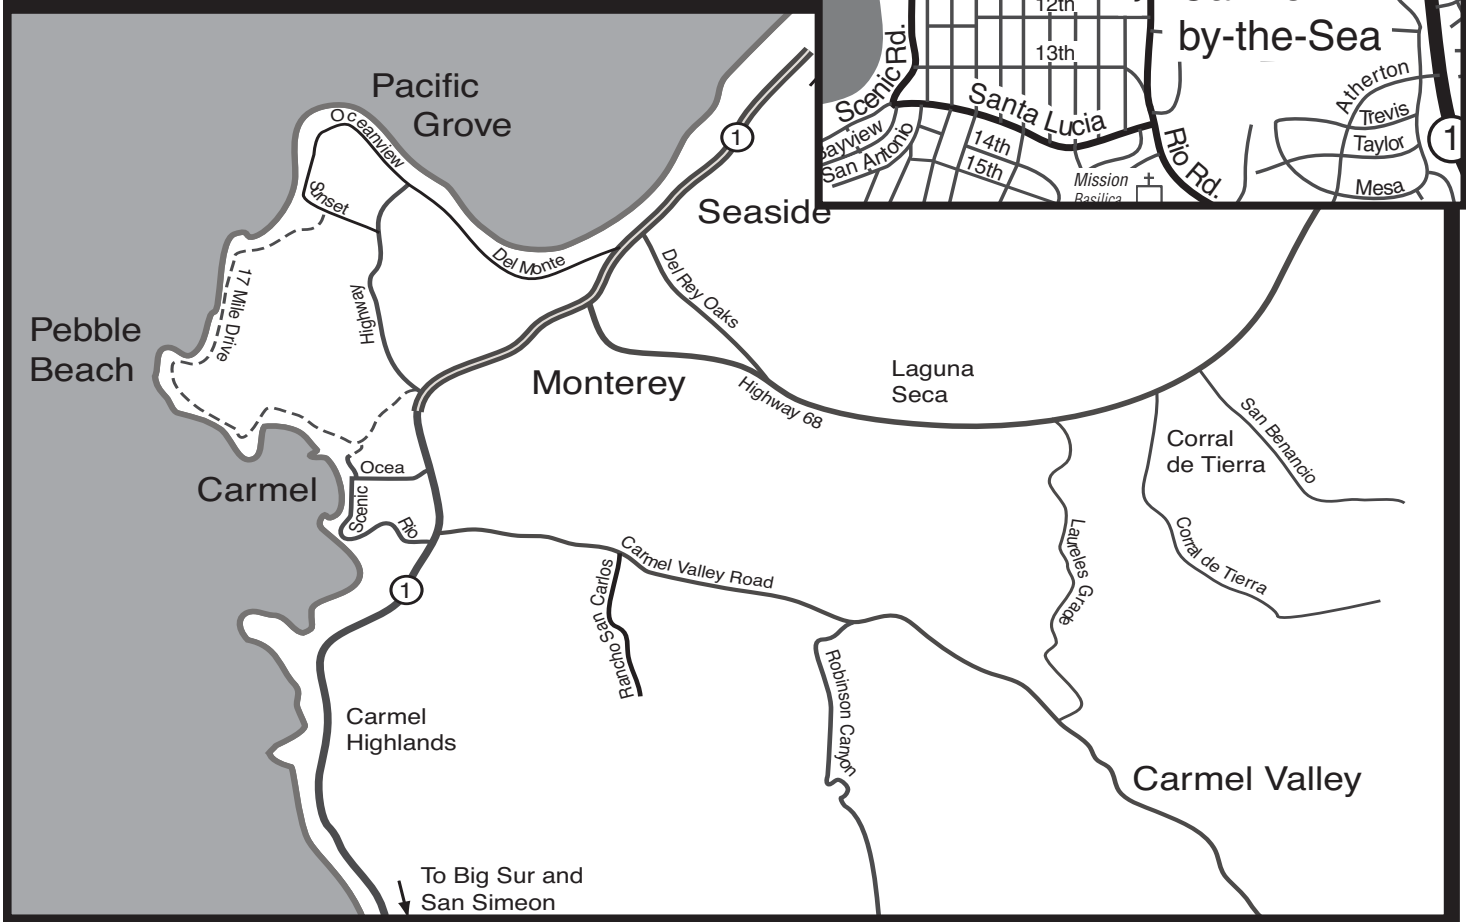 12th
by-the-Sea
13th
Scenic Rd.
Santa Lucia
Atherton
Trevis
Taylor
Mesa
1
Rio Rd.
14th
15th
San Antonio
Mission
Basilica
Pacific
Grove
Oceanview
Sunset
1
Seaside
Del Monte
Del Rey Oaks
17 Mile Drive
Highway
Pebble
Beach
Monterey
Highway 68
Laguna
Seca
Corral
de Tierra
San Benancio
Carmel
Ocea
Scenic
Rio
Carmel Valley Road
Laureles Grade
Corral de Tierra
1
Rancho San Carlos
Robinson Canyon
Carmel
Highlands
Carmel Valley
To Big Sur and
San Simeon